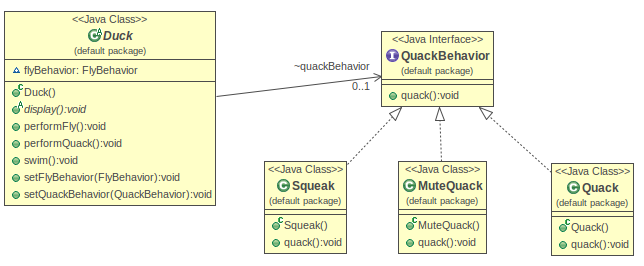 <<Java Class>>
Duck
(default package)
flyBehavior: FlyBehavior
Duck()
display():void
performFly():void
performQuack():void
swim():void
setFlyBehavior(FlyBehavior):void
setQuackBehavior(QuackBehavior):void
~quackBehavior
0..1
<<Java Interface>>
QuackBehavior
(default package)
quack():void
<<Java Class>>
Squeak
(default package)
Squeak()
quack():void
<<Java Class>>
MuteQuack
(default package)
MuteQuack()
quack():void
<<Java Class>>
Quack
(default package)
Quack()
quack():void